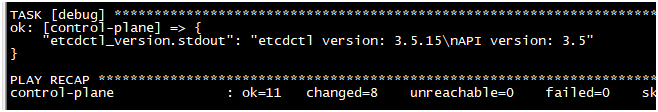 TASK [debug] ******************************************************************
ok: [control-plane] => {
    "etcdctl_version.stdout": "etcdctl version: 3.5.15\nAPI version: 3.5"
}
PLAY RECAP ********************************************************************
control-plane              : ok=11   changed=8    unreachable=0    failed=0    sk